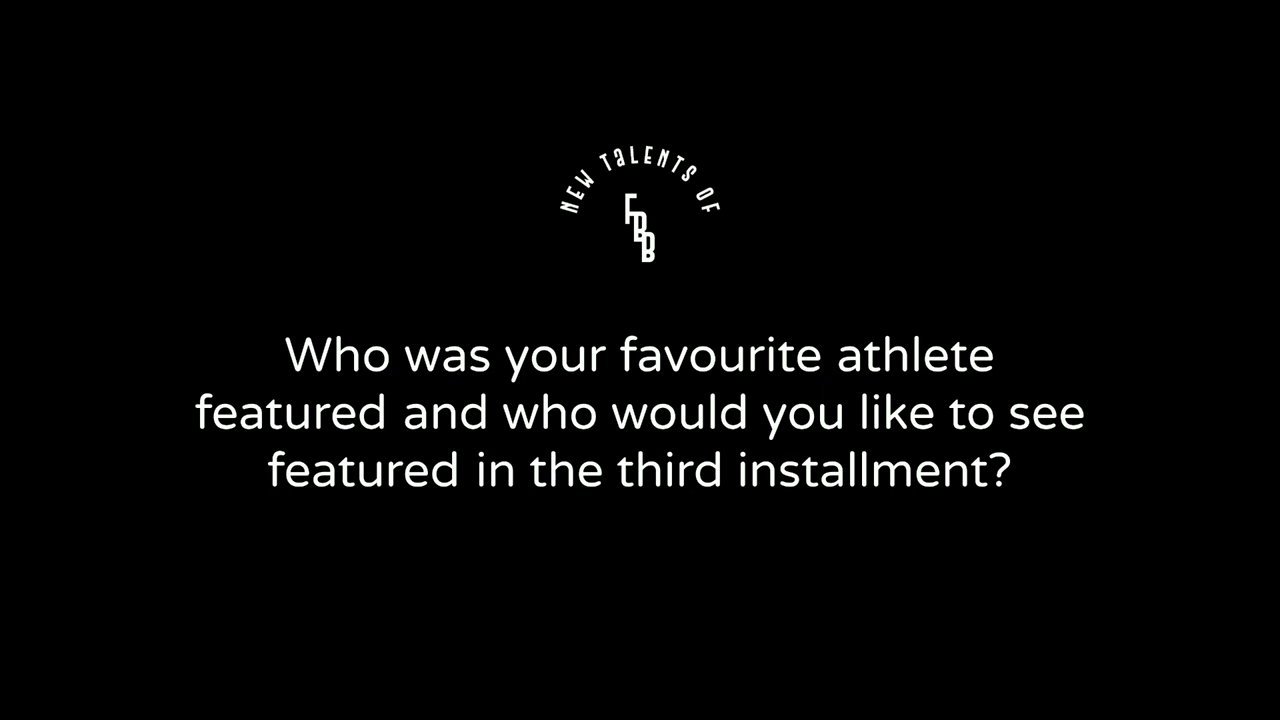 NEW TALENTS OF
FBB
Who was your favourite athlete
featured and who would you like to see
featured in the third installment?